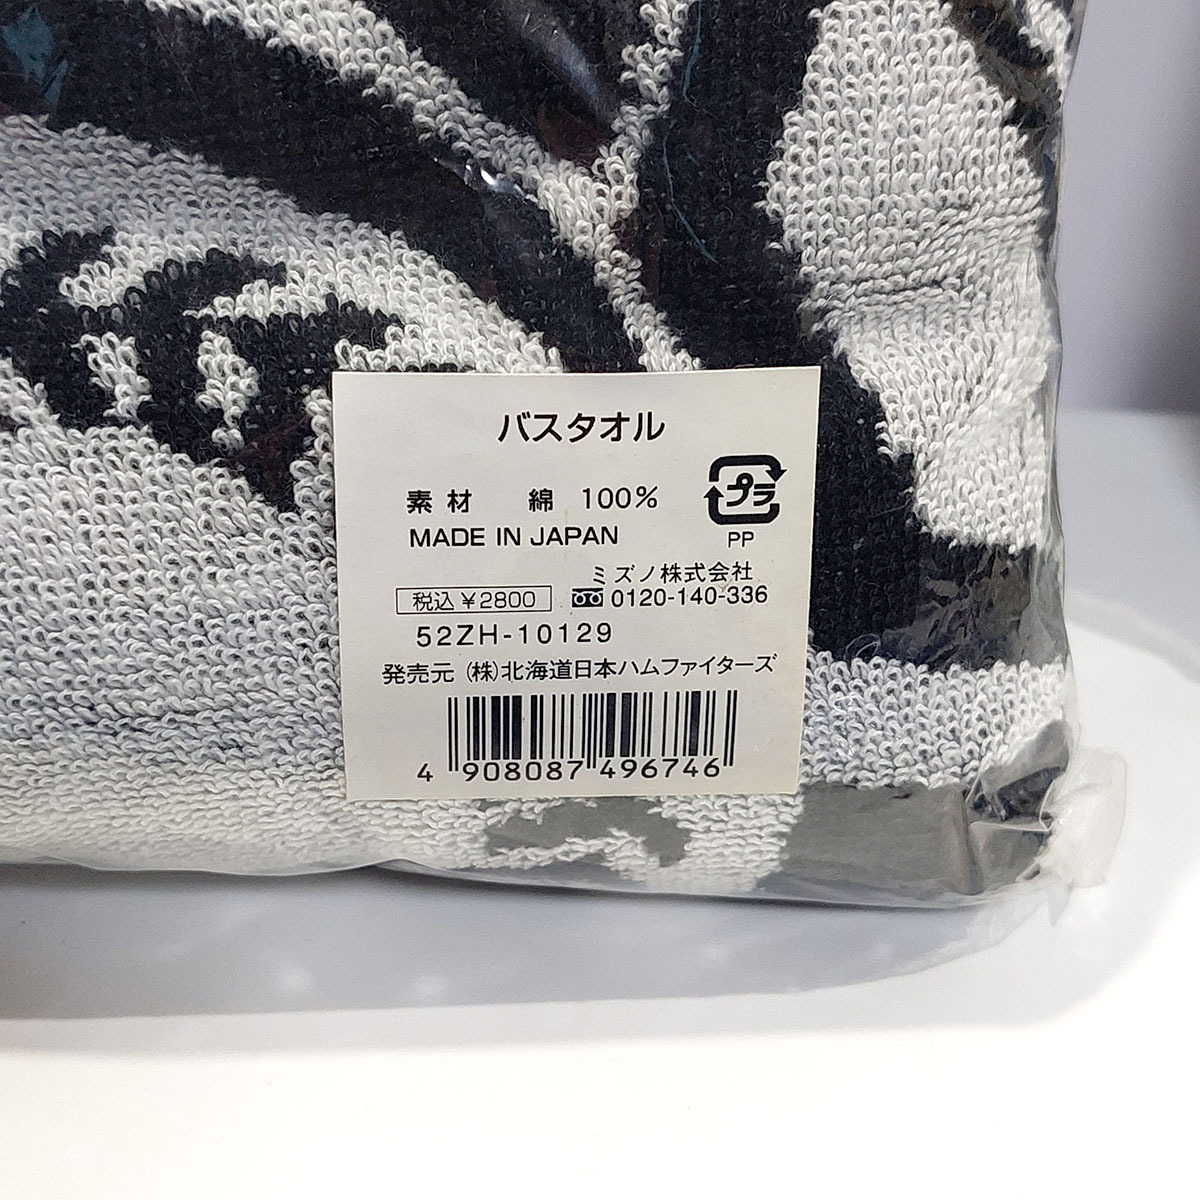 バスタオル
素材 綿 100%
プラ
MADE IN JAPAN
PP
ミズノ株式会社
税込 ¥2800
0120-140-336
52ZH-10129
発売元 (株)北海道日本ハムファイターズ
4 908087 496746